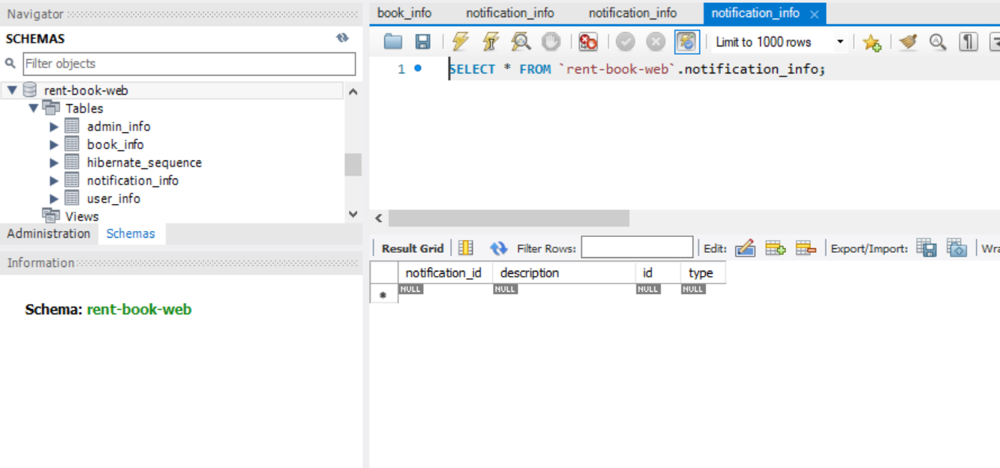 Navigator
SCHEMAS
Filter objects
rent-book-web
Tables
admin_info
book_info
hibernate_sequence
notification_info
user_info
Views
Administration Schemas
Information
Schema: rent-book-web
book_info notification_info notification_info notification_info
Limit to 1000 rows
1 SELECT * FROM `rent-book-web`.notification_info;
Result Grid Filter Rows: Edit: Export/Import: Wra
notification_id description id type
NULL NULL NULL NULL